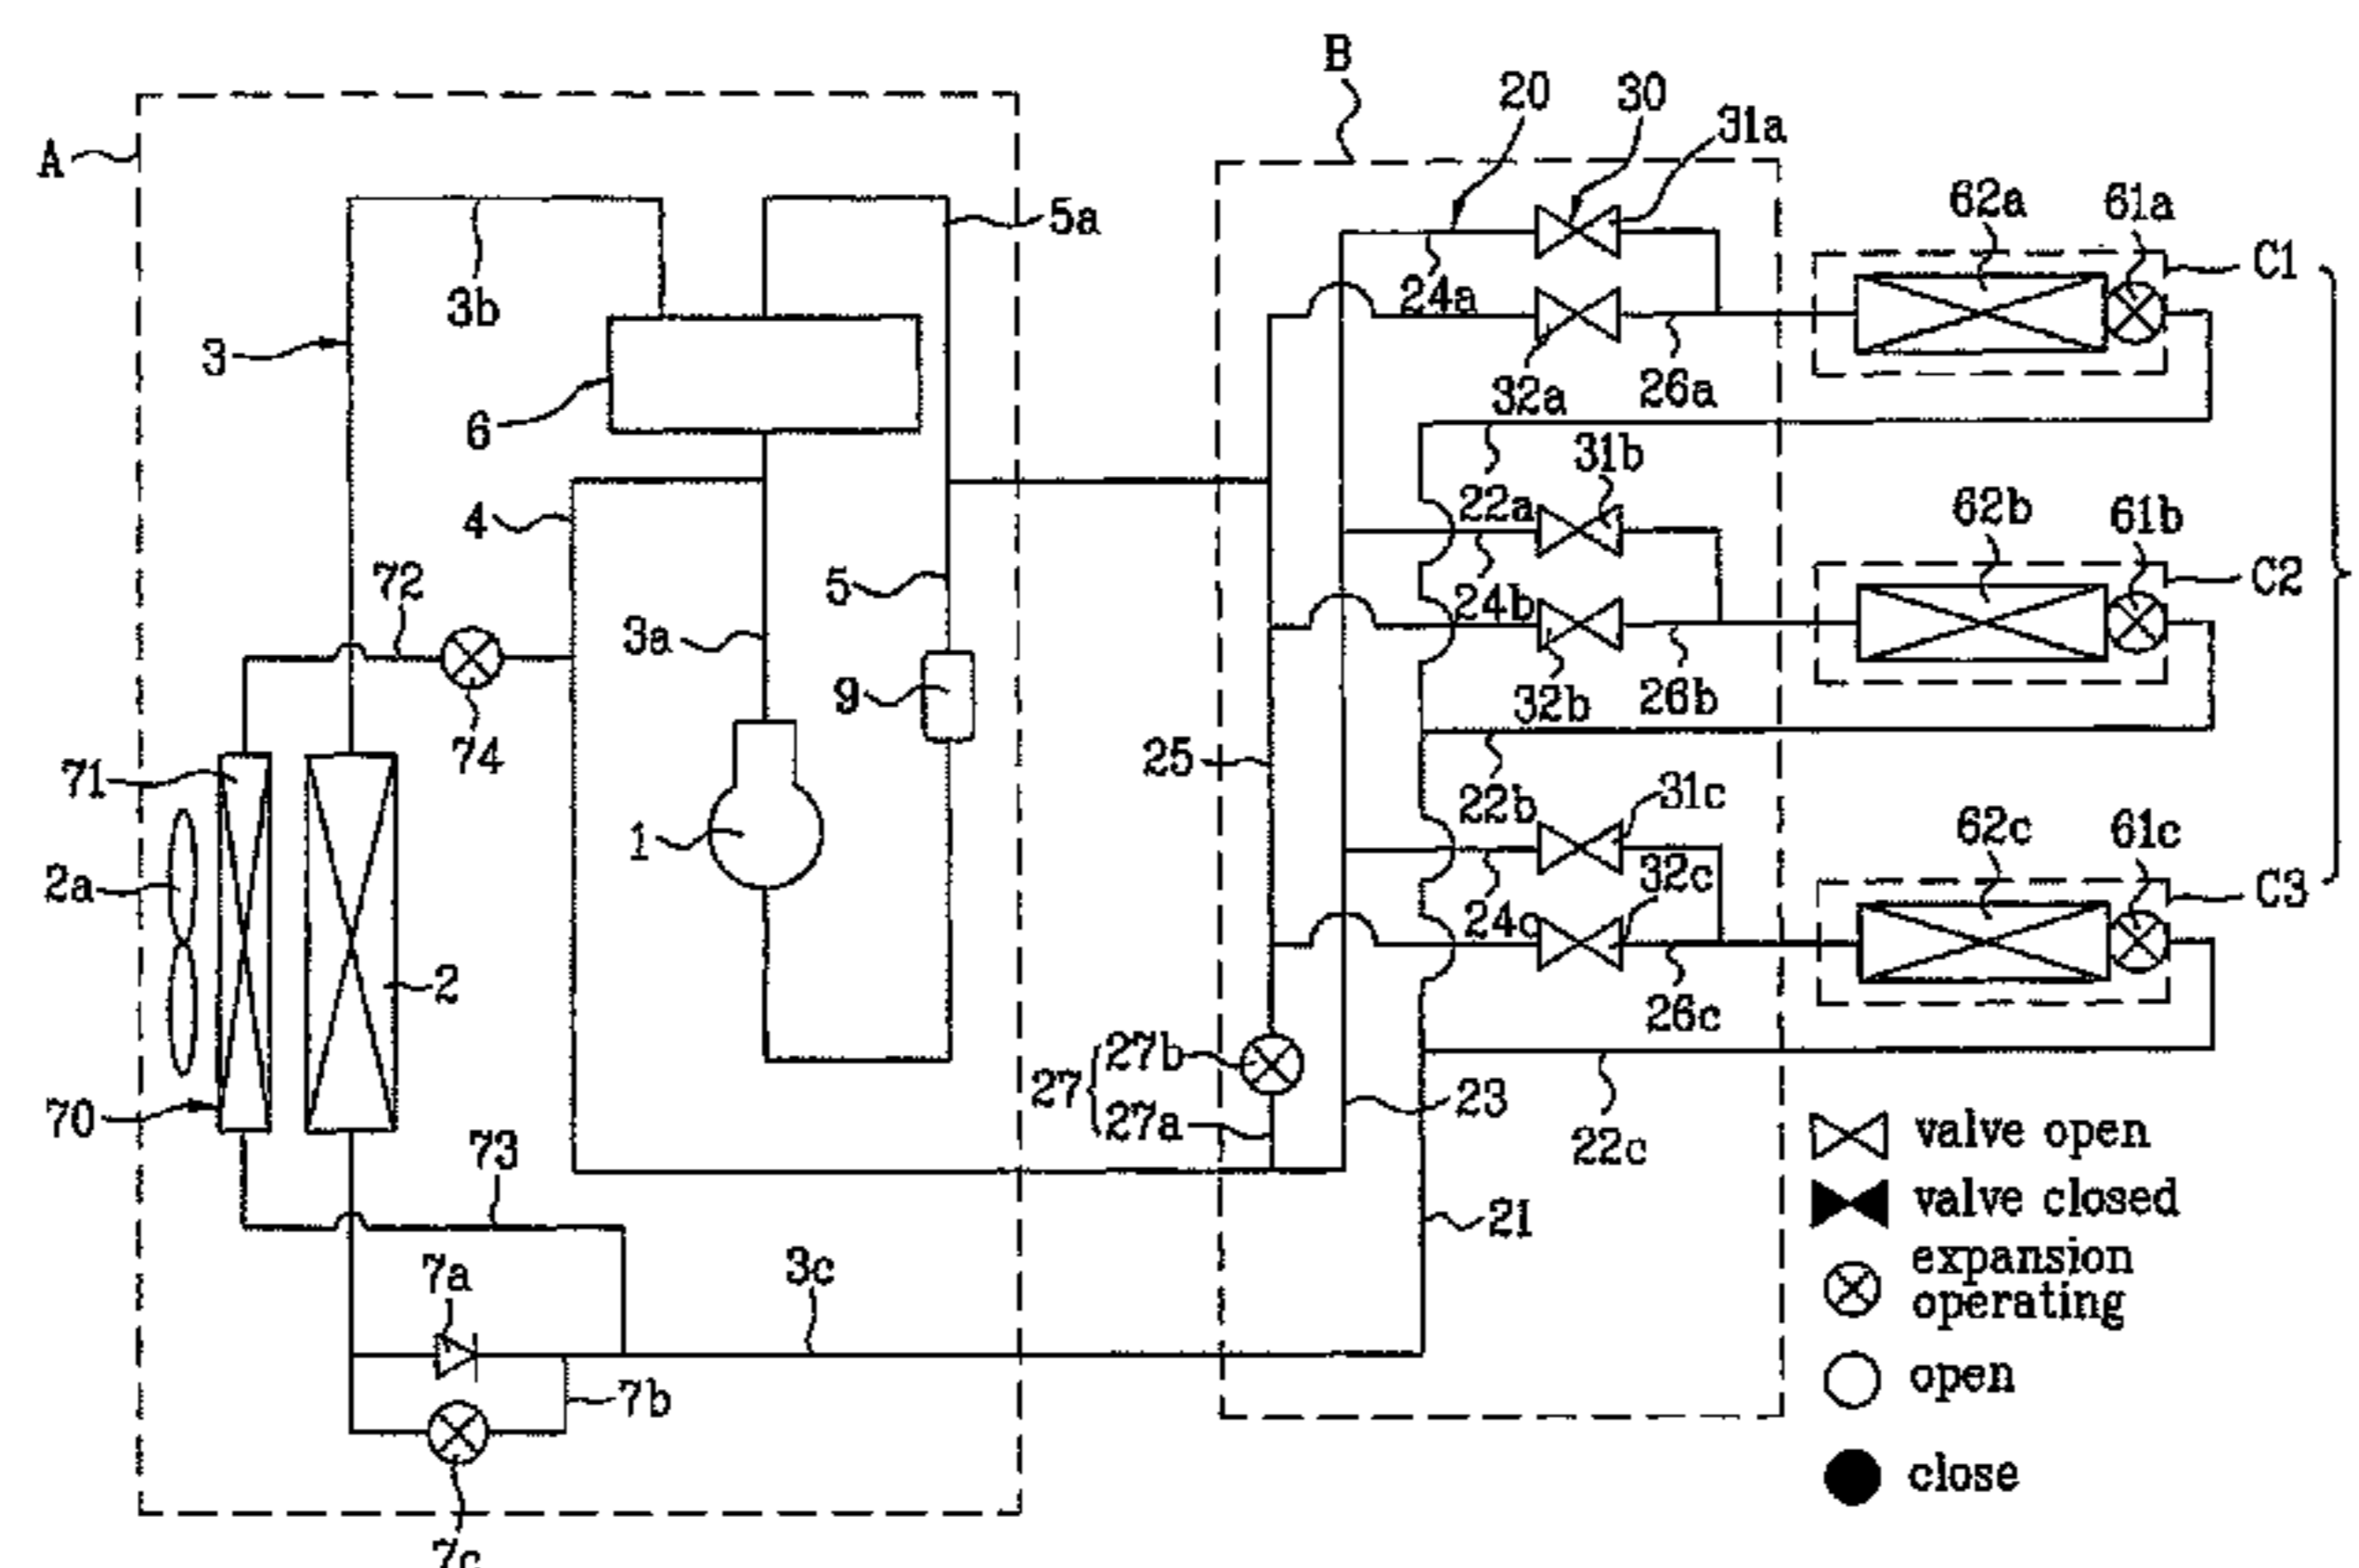 B
20
30
31a
A
5a
62a
61a
C1
3b
24a
3
32a
26a
6
31b
4
22a
62b
61b
C2
72
5
24b
3a
9
32b
26b
74
25
71
22b
31c
62c
61c
1
32c
2a
C3
24c
2
26c
27
27b
27a
23
70
73
22c
valve open
21
valve closed
7a
3c
expansion
operating
7b
open
close
7c